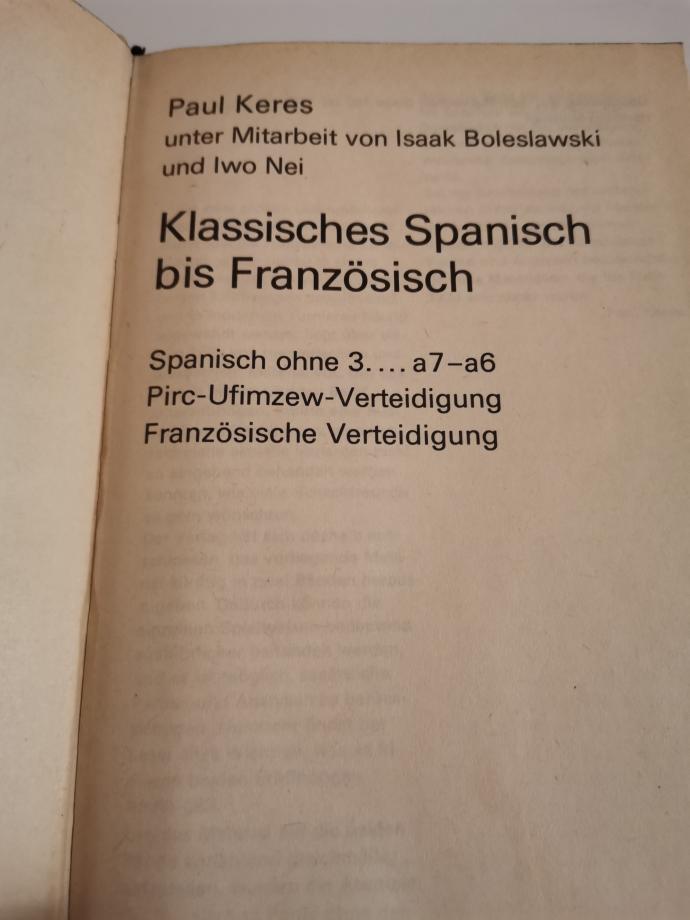 Paul Keres
unter Mitarbeit von Isaak Boleslawski
und Iwo Nei
Klassisches Spanisch
bis Französisch
Spanisch ohne 3.... a7–a6
Pirc-Ufimzew-Verteidigung
Französische Verteidigung